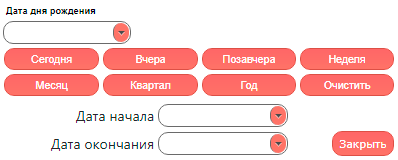 Дата дня рождения
Сегодня Вчера Позавчера Неделя
Месяц Квартал Год Очистить
Дата начала
Дата окончания Закрыть